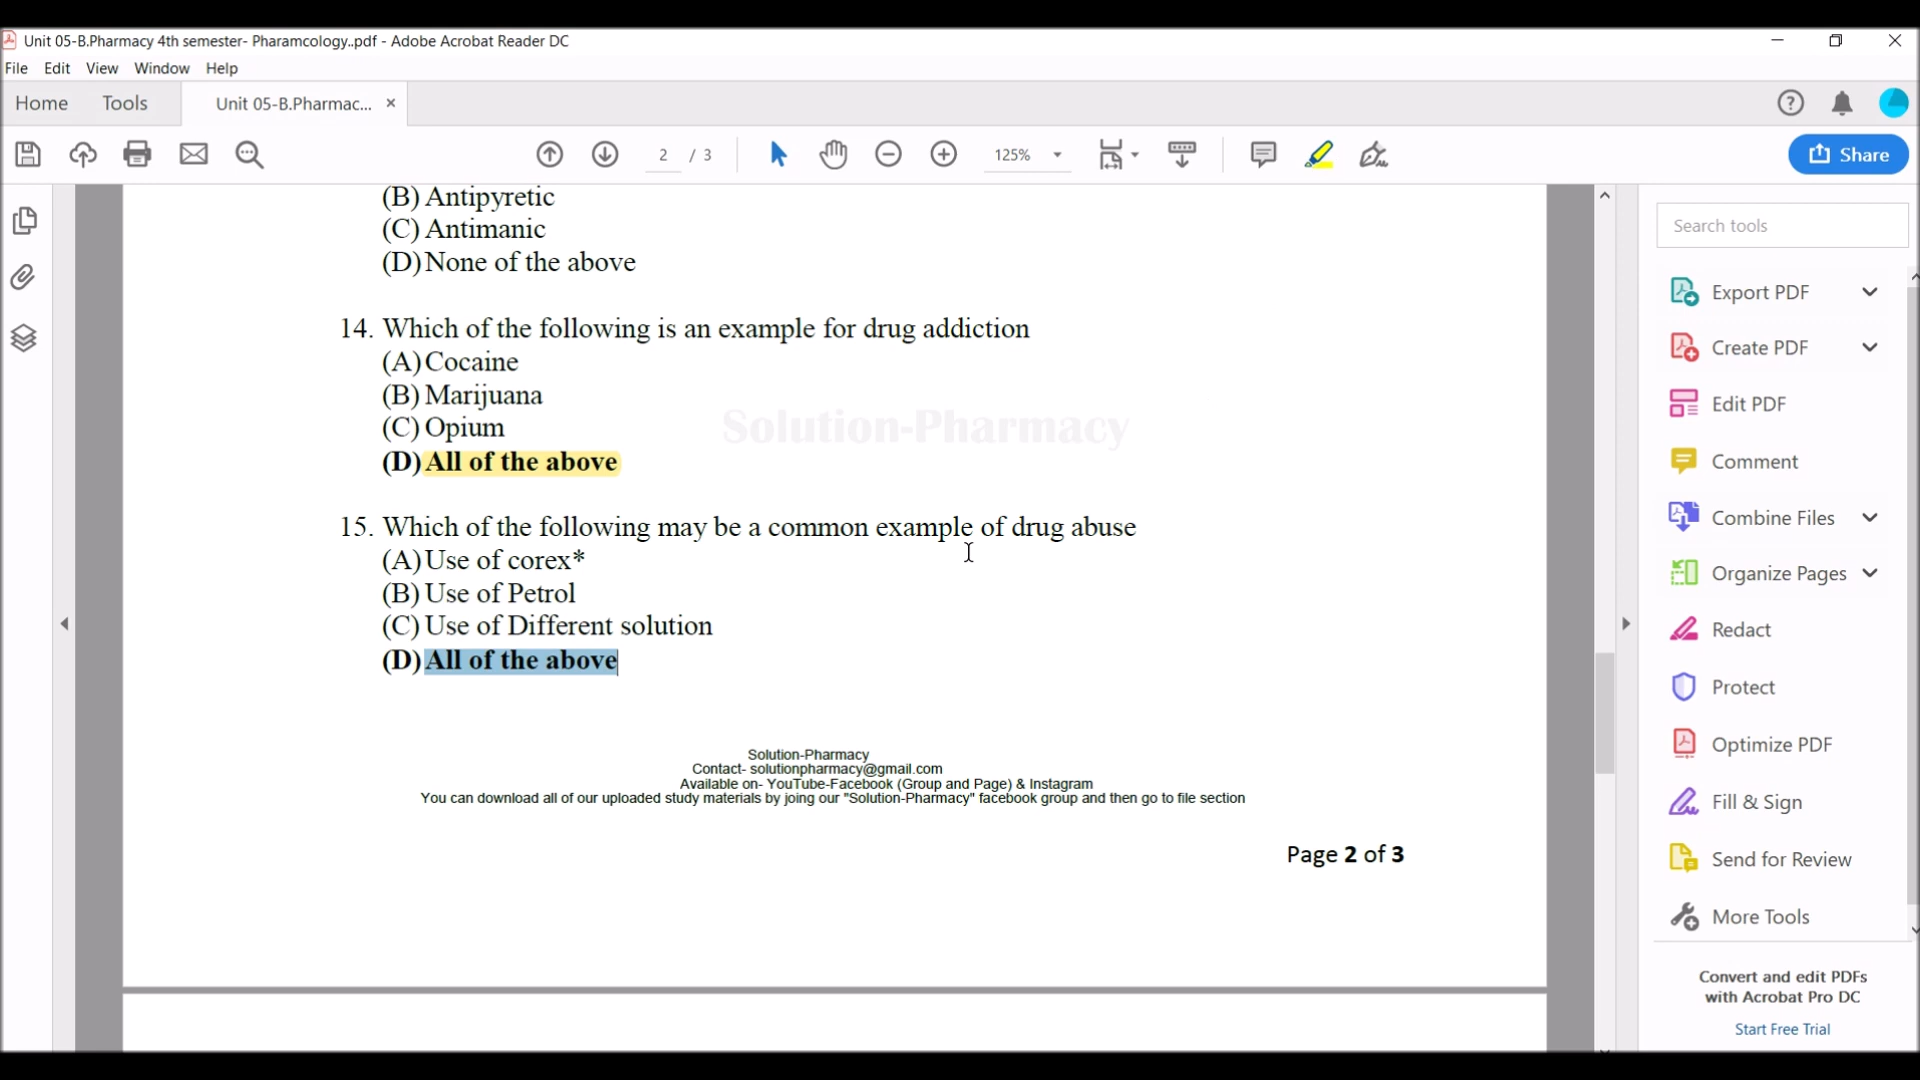 Unit 05-B.Pharmacy 4th semester- Pharamcology..pdf - Adobe Acrobat Reader DC
File Edit View Window Help
Home Tools Unit 05-B.Pharmac... ×
2 / 3 125% Share
(B) Antipyretic
(C) Antimanic
(D) None of the above
14. Which of the following is an example for drug addiction
(A) Cocaine
(B) Marijuana
(C) Opium
(D) All of the above
Solution-Pharmacy
15. Which of the following may be a common example of drug abuse
(A) Use of corex*
(B) Use of Petrol
(C) Use of Different solution
(D) All of the above
Solution-Pharmacy
Contact- solutionpharmacy@gmail.com
Available on- YouTube-Facebook (Group and Page) & Instagram
You can download all of our uploaded study materials by joing our "Solution-Pharmacy" facebook group and then go to file section
Page 2 of 3
Search tools
Export PDF
Create PDF
Edit PDF
Comment
Combine Files
Organize Pages
Redact
Protect
Optimize PDF
Fill & Sign
Send for Review
More Tools
Convert and edit PDFs
with Acrobat Pro DC
Start Free Trial